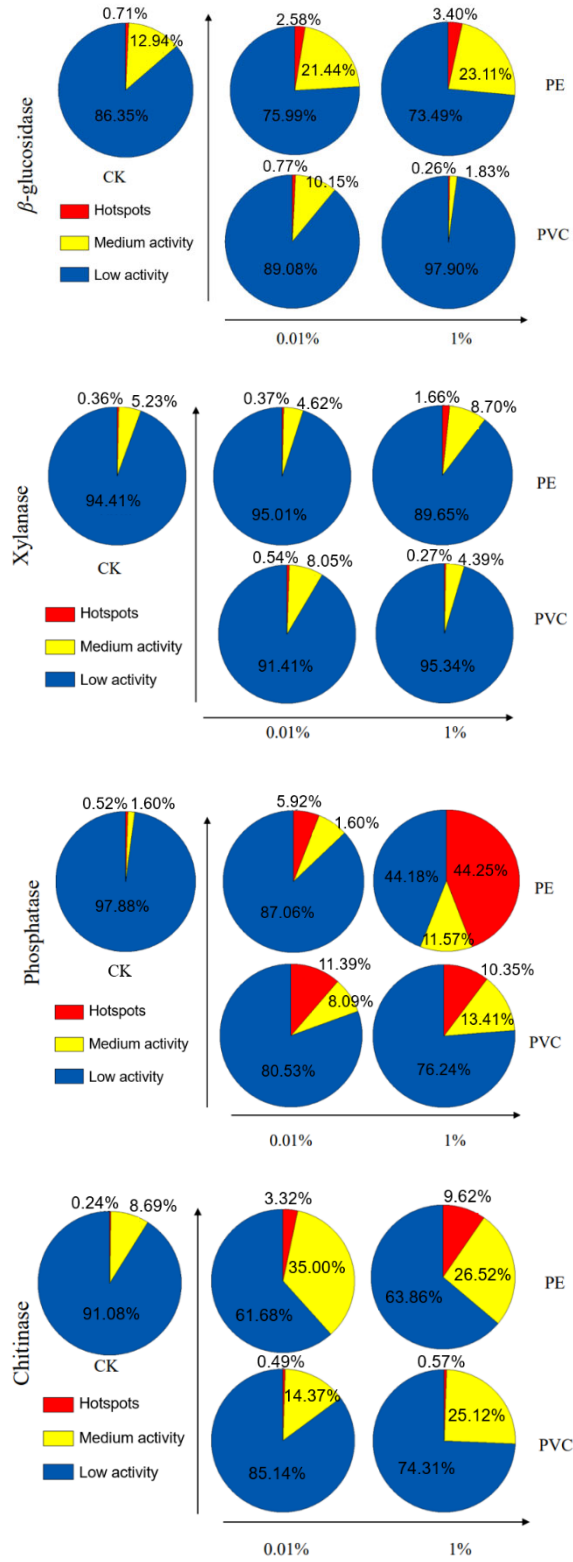 β-glucosidase
0.71%
12.94%
86.35%
CK
Hotspots
Medium activity
Low activity
2.58%
21.44%
75.99%
3.40%
23.11%
73.49%
PE
0.77%
10.15%
89.08%
0.26%
1.83%
97.90%
PVC
0.01%
1%
Xylanase
0.36%
5.23%
94.41%
CK
Hotspots
Medium activity
Low activity
0.37%
4.62%
95.01%
1.66%
8.70%
89.65%
PE
0.54%
8.05%
91.41%
0.27%
4.39%
95.34%
PVC
0.01%
1%
Phosphatase
0.52%
1.60%
97.88%
CK
Hotspots
Medium activity
Low activity
5.92%
1.60%
87.06%
44.18%
44.25%
11.57%
PE
11.39%
8.09%
80.53%
10.35%
13.41%
76.24%
PVC
0.01%
1%
Chitinase
0.24%
8.69%
91.08%
CK
Hotspots
Medium activity
Low activity
3.32%
35.00%
61.68%
9.62%
26.52%
63.86%
PE
0.49%
14.37%
85.14%
0.57%
25.12%
74.31%
PVC
0.01%
1%